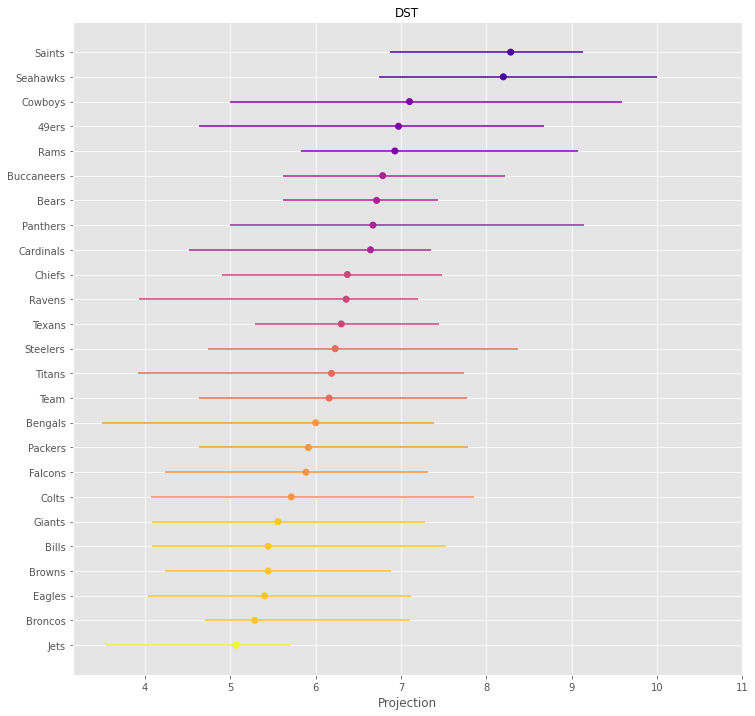 DST
Saints
Seahawks
Cowboys
49ers
Rams
Buccaneers
Bears
Panthers
Cardinals
Chiefs
Ravens
Texans
Steelers
Titans
Team
Bengals
Packers
Falcons
Colts
Giants
Bills
Browns
Eagles
Broncos
Jets
4 5 6 7 8 9 10 11
Projection